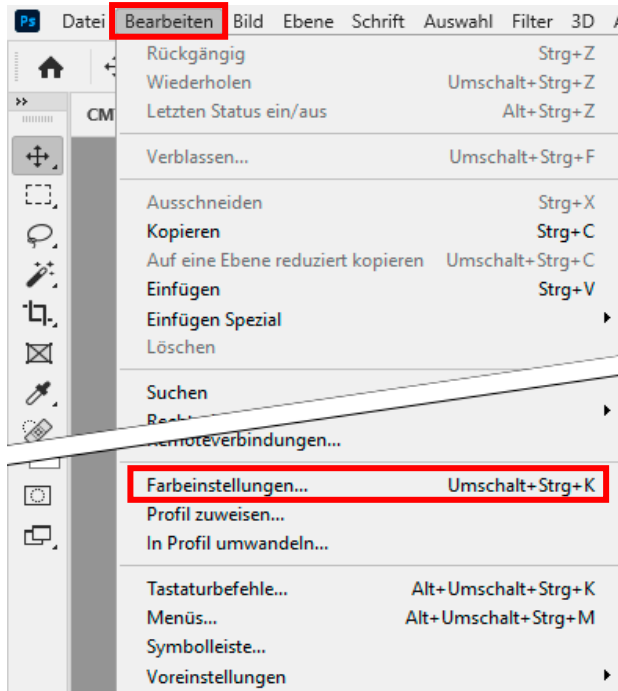 Ps Datei Bearbeiten Bild Ebene Schrift Auswahl Filter 3D
CM
Rückgängig Strg+Z
Wiederholen Umschalt+Strg+Z
Letzten Status ein/aus Alt+Strg+Z
Verblassen... Umschalt+Strg+F
Ausschneiden Strg+X
Kopieren Strg+C
Auf eine Ebene reduziert kopieren Umschalt+Strg+C
Einfügen Strg+V
Einfügen Spezial
Löschen
Suchen
Remoteverbindungen...
Farbeinstellungen... Umschalt+Strg+K
Profil zuweisen...
In Profil umwandeln...
Tastaturbefehle... Alt+Umschalt+Strg+K
Menüs... Alt+Umschalt+Strg+M
Symbolleiste...
Voreinstellungen